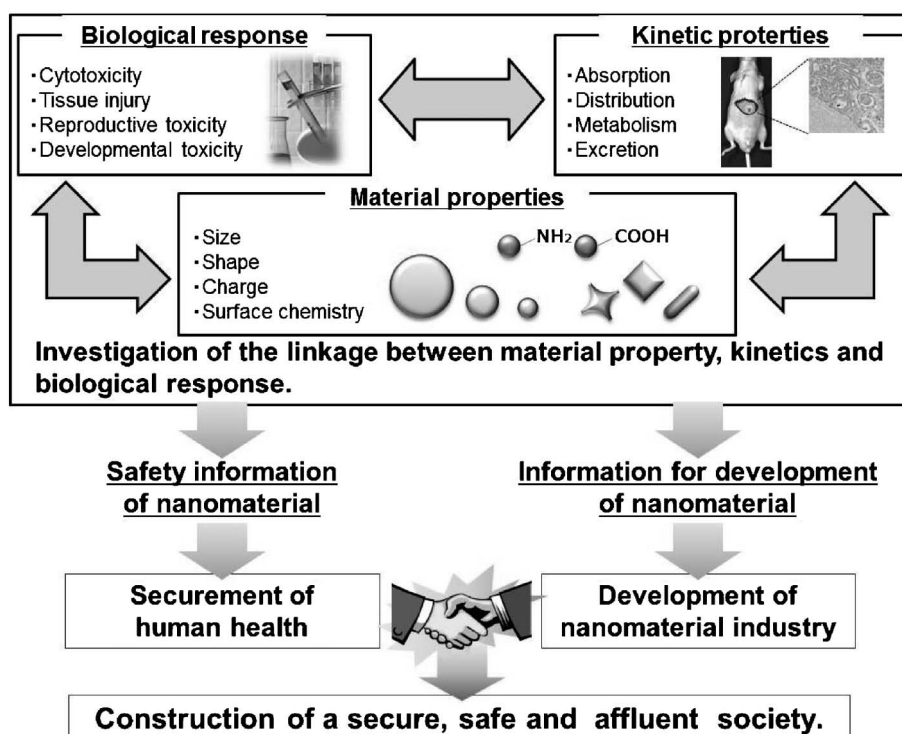 Biological response
・Cytotoxicity
・Tissue injury
・Reproductive toxicity
・Developmental toxicity
Kinetic proterties
・Absorption
・Distribution
・Metabolism
・Excretion
Material properties
・Size
・Shape
・Charge
・Surface chemistry
NH₂
COOH
Investigation of the linkage between material property, kinetics and
biological response.
Safety information
of nanomaterial
Information for development
of nanomaterial
Securement of
human health
Development of
nanomaterial industry
Construction of a secure, safe and affluent society.